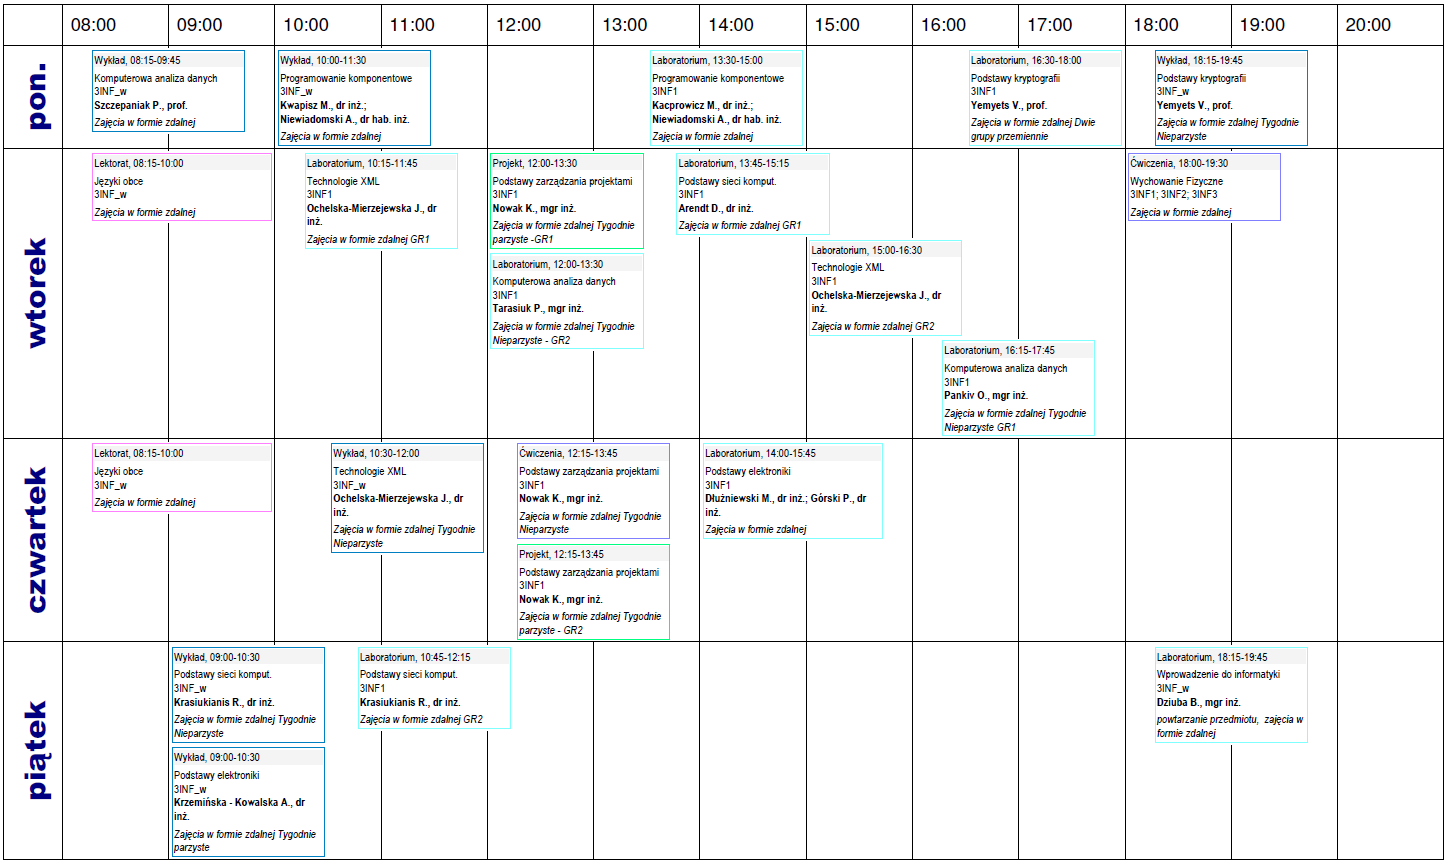 08:00 09:00 10:00 11:00 12:00 13:00 14:00 15:00 16:00 17:00 18:00 19:00 20:00
pon.
Wykład, 08:15-09:45
Komputerowa analiza danych
3INF_w
Szczepaniak P., prof.
Zajęcia w formie zdalnej
Wykład, 10:00-11:30
Programowanie komponentowe
3INF_w
Kwapisz M., dr inż.;
Niewiadomski A., dr hab. inż.
Zajęcia w formie zdalnej
Laboratorium, 13:30-15:00
Programowanie komponentowe
3INF1
Kacprowicz M., dr inż.;
Niewiadomski A., dr hab. inż.
Zajęcia w formie zdalnej
Laboratorium, 16:30-18:00
Podstawy kryptografii
3INF1
Yemyets V., prof.
Zajęcia w formie zdalnej Dwie
grupy przemiennie
Wykład, 18:15-19:45
Podstawy kryptografii
3INF_w
Yemyets V., prof.
Zajęcia w formie zdalnej Tygodnie
Nieparzyste
wtorek
Lektorat, 08:15-10:00
Języki obce
3INF_w
Zajęcia w formie zdalnej
Laboratorium, 10:15-11:45
Technologie XML
3INF1
Ochelska-Mierzejewska J., dr
inż.
Zajęcia w formie zdalnej GR1
Projekt, 12:00-13:30
Podstawy zarządzania projektami
3INF1
Nowak K., mgr inż.
Zajęcia w formie zdalnej Tygodnie
parzyste -GR1
Laboratorium, 12:00-13:30
Komputerowa analiza danych
3INF1
Tarasiuk P., mgr inż.
Zajęcia w formie zdalnej Tygodnie
Nieparzyste - GR2
Laboratorium, 13:45-15:15
Podstawy sieci komput.
3INF1
Arendt D., dr inż.
Zajęcia w formie zdalnej GR1
Laboratorium, 15:00-16:30
Technologie XML
3INF1
Ochelska-Mierzejewska J., dr
inż.
Zajęcia w formie zdalnej GR2
Laboratorium, 16:15-17:45
Komputerowa analiza danych
3INF1
Pankiv O., mgr inż.
Zajęcia w formie zdalnej Tygodnie
Nieparzyste GR1
Ćwiczenia, 18:00-19:30
Wychowanie Fizyczne
3INF1; 3INF2; 3INF3
Zajęcia w formie zdalnej
czwartek
Lektorat, 08:15-10:00
Języki obce
3INF_w
Zajęcia w formie zdalnej
Wykład, 10:30-12:00
Technologie XML
3INF_w
Ochelska-Mierzejewska J., dr
inż.
Zajęcia w formie zdalnej Tygodnie
Nieparzyste
Ćwiczenia, 12:15-13:45
Podstawy zarządzania projektami
3INF1
Nowak K., mgr inż.
Zajęcia w formie zdalnej Tygodnie
Nieparzyste
Projekt, 12:15-13:45
Podstawy zarządzania projektami
3INF1
Nowak K., mgr inż.
Zajęcia w formie zdalnej Tygodnie
parzyste - GR2
Laboratorium, 14:00-15:45
Podstawy elektroniki
3INF1
Dłużniewski M., dr inż.; Górski P., dr
inż.
Zajęcia w formie zdalnej
piątek
Wykład, 09:00-10:30
Podstawy sieci komput.
3INF_w
Krasiukianis R., dr inż.
Zajęcia w formie zdalnej Tygodnie
Nieparzyste
Wykład, 09:00-10:30
Podstawy elektroniki
3INF_w
Krzemińska - Kowalska A., dr
inż.
Zajęcia w formie zdalnej Tygodnie
parzyste
Laboratorium, 10:45-12:15
Podstawy sieci komput.
3INF1
Krasiukianis R., dr inż.
Zajęcia w formie zdalnej GR2
Laboratorium, 18:15-19:45
Wprowadzenie do informatyki
3INF_w
Dziuba B., mgr inż.
powtarzanie przedmiotu, zajęcia w
formie zdalnej